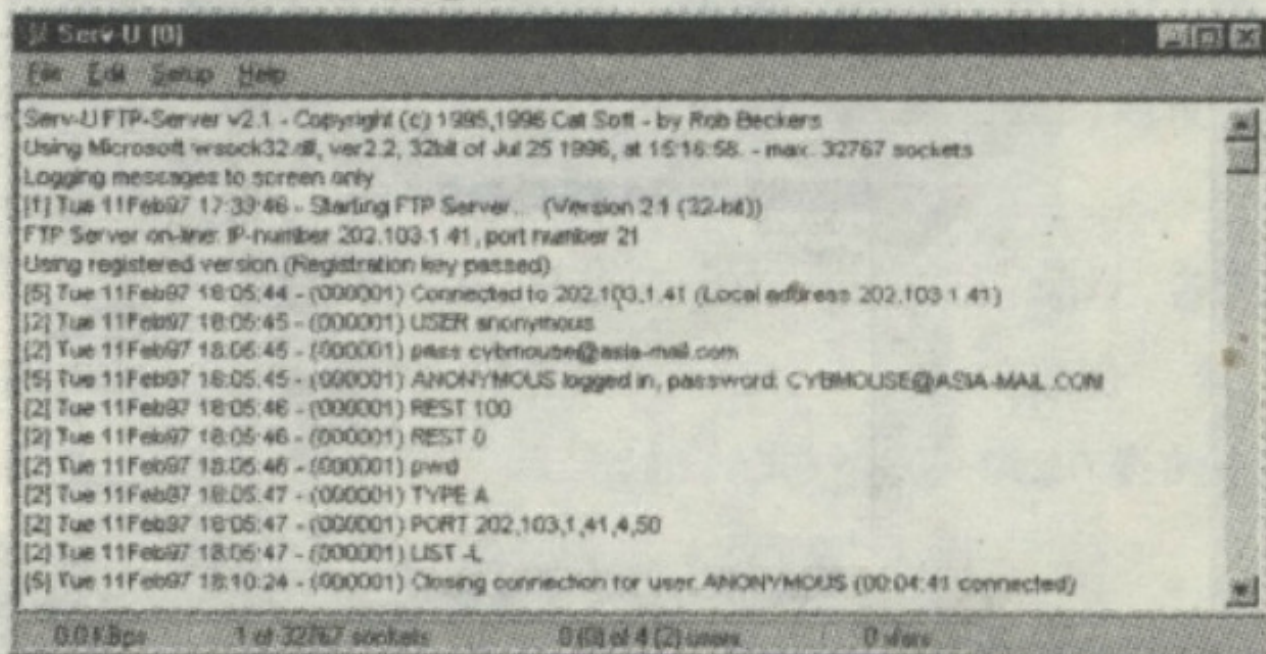 Serv-U [0]
File Edit Setup Help
Serv-U FTP-Server v2.1 - Copyright (c) 1995,1996 Cat Soft - by Rob Beckers
Using Microsoft wsock32.dll, ver2.2, 32bit of Jul 25 1996, at 15:16:58. - max. 32767 sockets
Logging messages to screen only
[1] Tue 11Feb97 17:39:46 - Starting FTP Server... (Version 2.1 (32-bit))
FTP Server on-line: IP-number 202.103.1.41, port number 21
Using registered version (Registration key passed)
[5] Tue 11Feb97 18:05:44 - (000001) Connected to 202.103.1.41 (Local address 202.103.1.41)
[2] Tue 11Feb97 18:05:45 - (000001) USER anonymous
[2] Tue 11Feb97 18:05:45 - (000001) pass cybmouse@asia-mail.com
[5] Tue 11Feb97 18:05:45 - (000001) ANONYMOUS logged in, password: CYBMOUSE@ASIA-MAIL.COM
[2] Tue 11Feb97 18:05:46 - (000001) REST 100
[2] Tue 11Feb97 18:05:46 - (000001) REST 0
[2] Tue 11Feb97 18:05:46 - (000001) pwd
[2] Tue 11Feb97 18:05:47 - (000001) TYPE A
[2] Tue 11Feb97 18:05:47 - (000001) PORT 202,103,1,41,4,50
[2] Tue 11Feb97 18:05:47 - (000001) LIST -L
[5] Tue 11Feb97 18:10:24 - (000001) Closing connection for user ANONYMOUS (00:04:41 connected)
0.0 KBps 1 of 32767 sockets 0 (0) of 4 (2) users 0